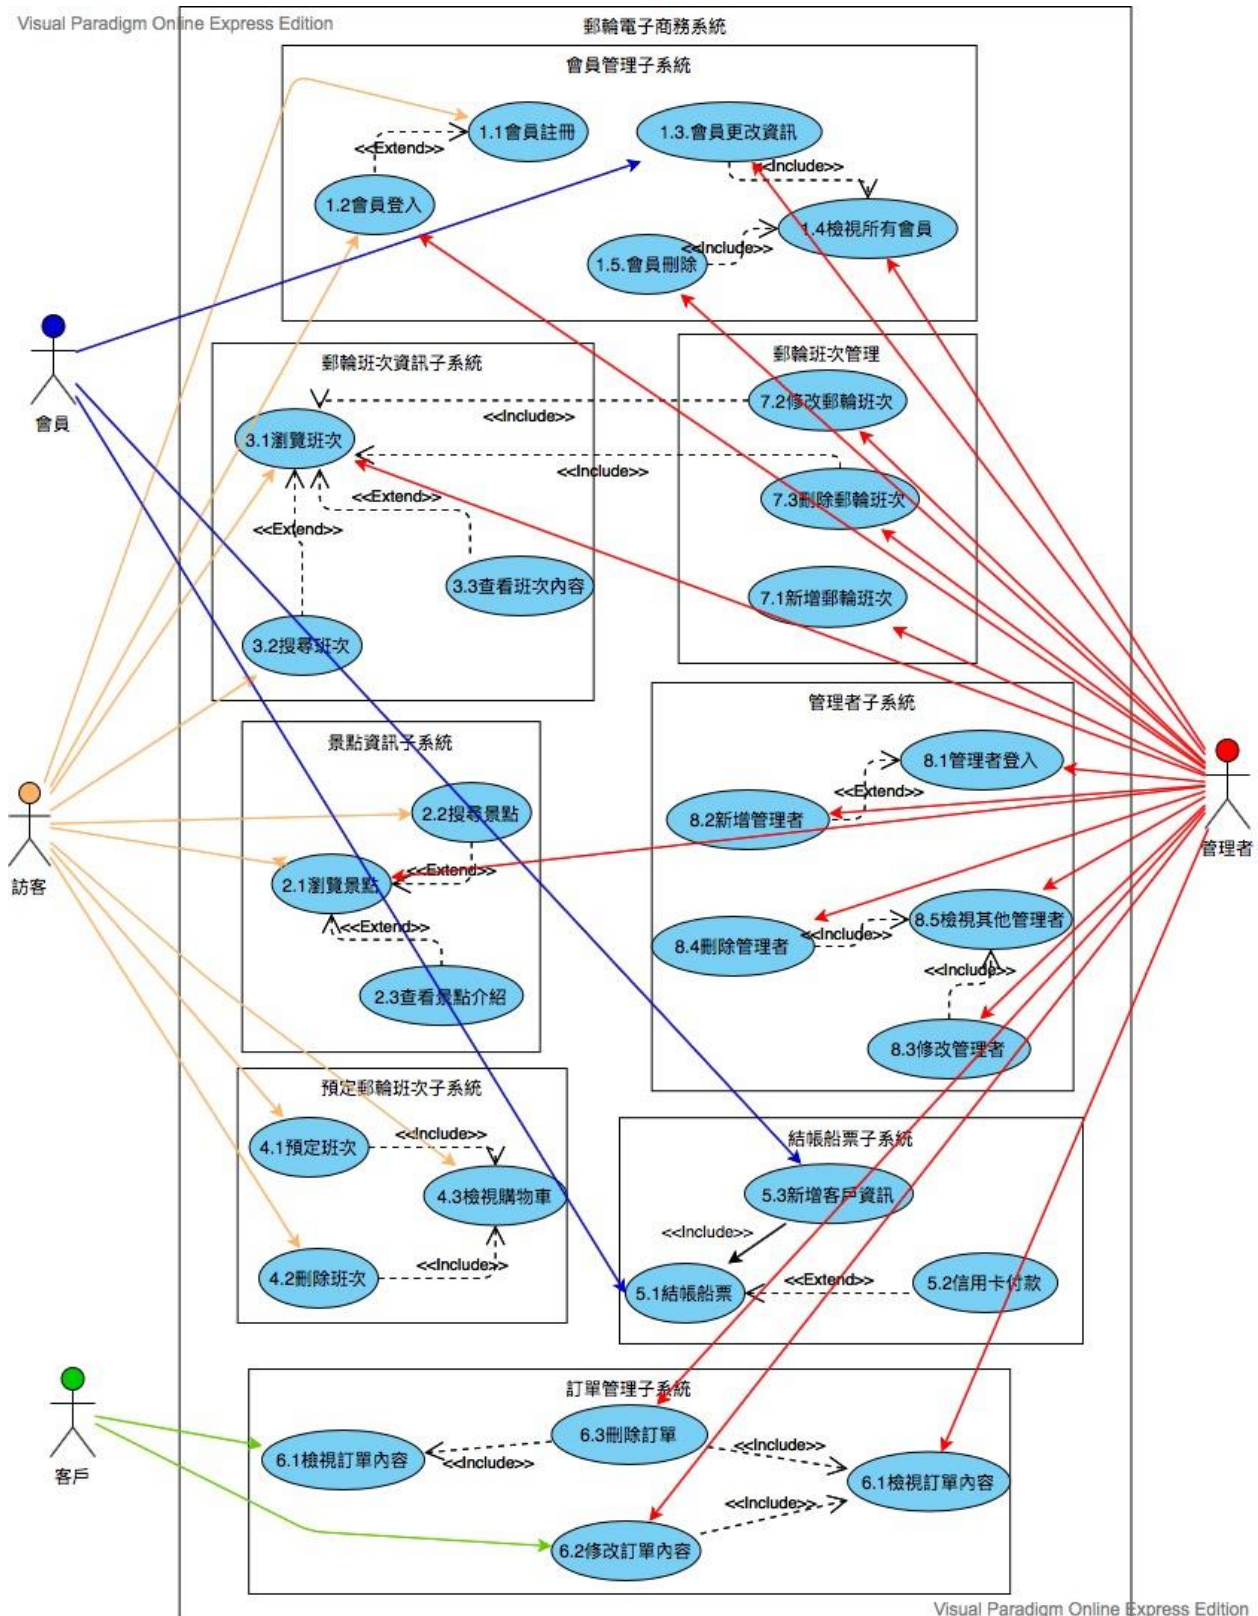 Visual Paradigm Online Express Edition
郵輪電子商務系統
會員管理子系統
1.1會員註冊
1.3.會員更改資訊
<<Extend>>
<<Include>>
1.2會員登入
1.4檢視所有會員
<<Include>>
1.5.會員刪除
會員
郵輪班次資訊子系統
郵輪班次管理
7.2修改郵輪班次
<<Include>>
3.1瀏覽班次
<<Include>>
<<Extend>>
7.3刪除郵輪班次
<<Extend>>
3.3查看班次內容
7.1新增郵輪班次
3.2搜尋班次
管理者子系統
景點資訊子系統
8.1管理者登入
<<Extend>>
2.2搜尋景點
8.2新增管理者
管理者
訪客
<<Extend>>
2.1瀏覽景點
<<Extend>>
8.5檢視其他管理者
<<Include>>
8.4刪除管理者
<<Include>>
2.3查看景點介紹
8.3修改管理者
預定郵輪班次子系統
4.1預定班次
<<Include>>
結帳船票子系統
4.3檢視購物車
5.3新增客戶資訊
<<Include>>
<<Include>>
4.2刪除班次
<<Extend>>
5.2信用卡付款
5.1結帳船票
訂單管理子系統
6.3刪除訂單
<<Include>>
6.1檢視訂單內容
<<Include>>
客戶
6.1檢視訂單內容
<<Include>>
6.2修改訂單內容
Visual Paradigm Online Express Edition